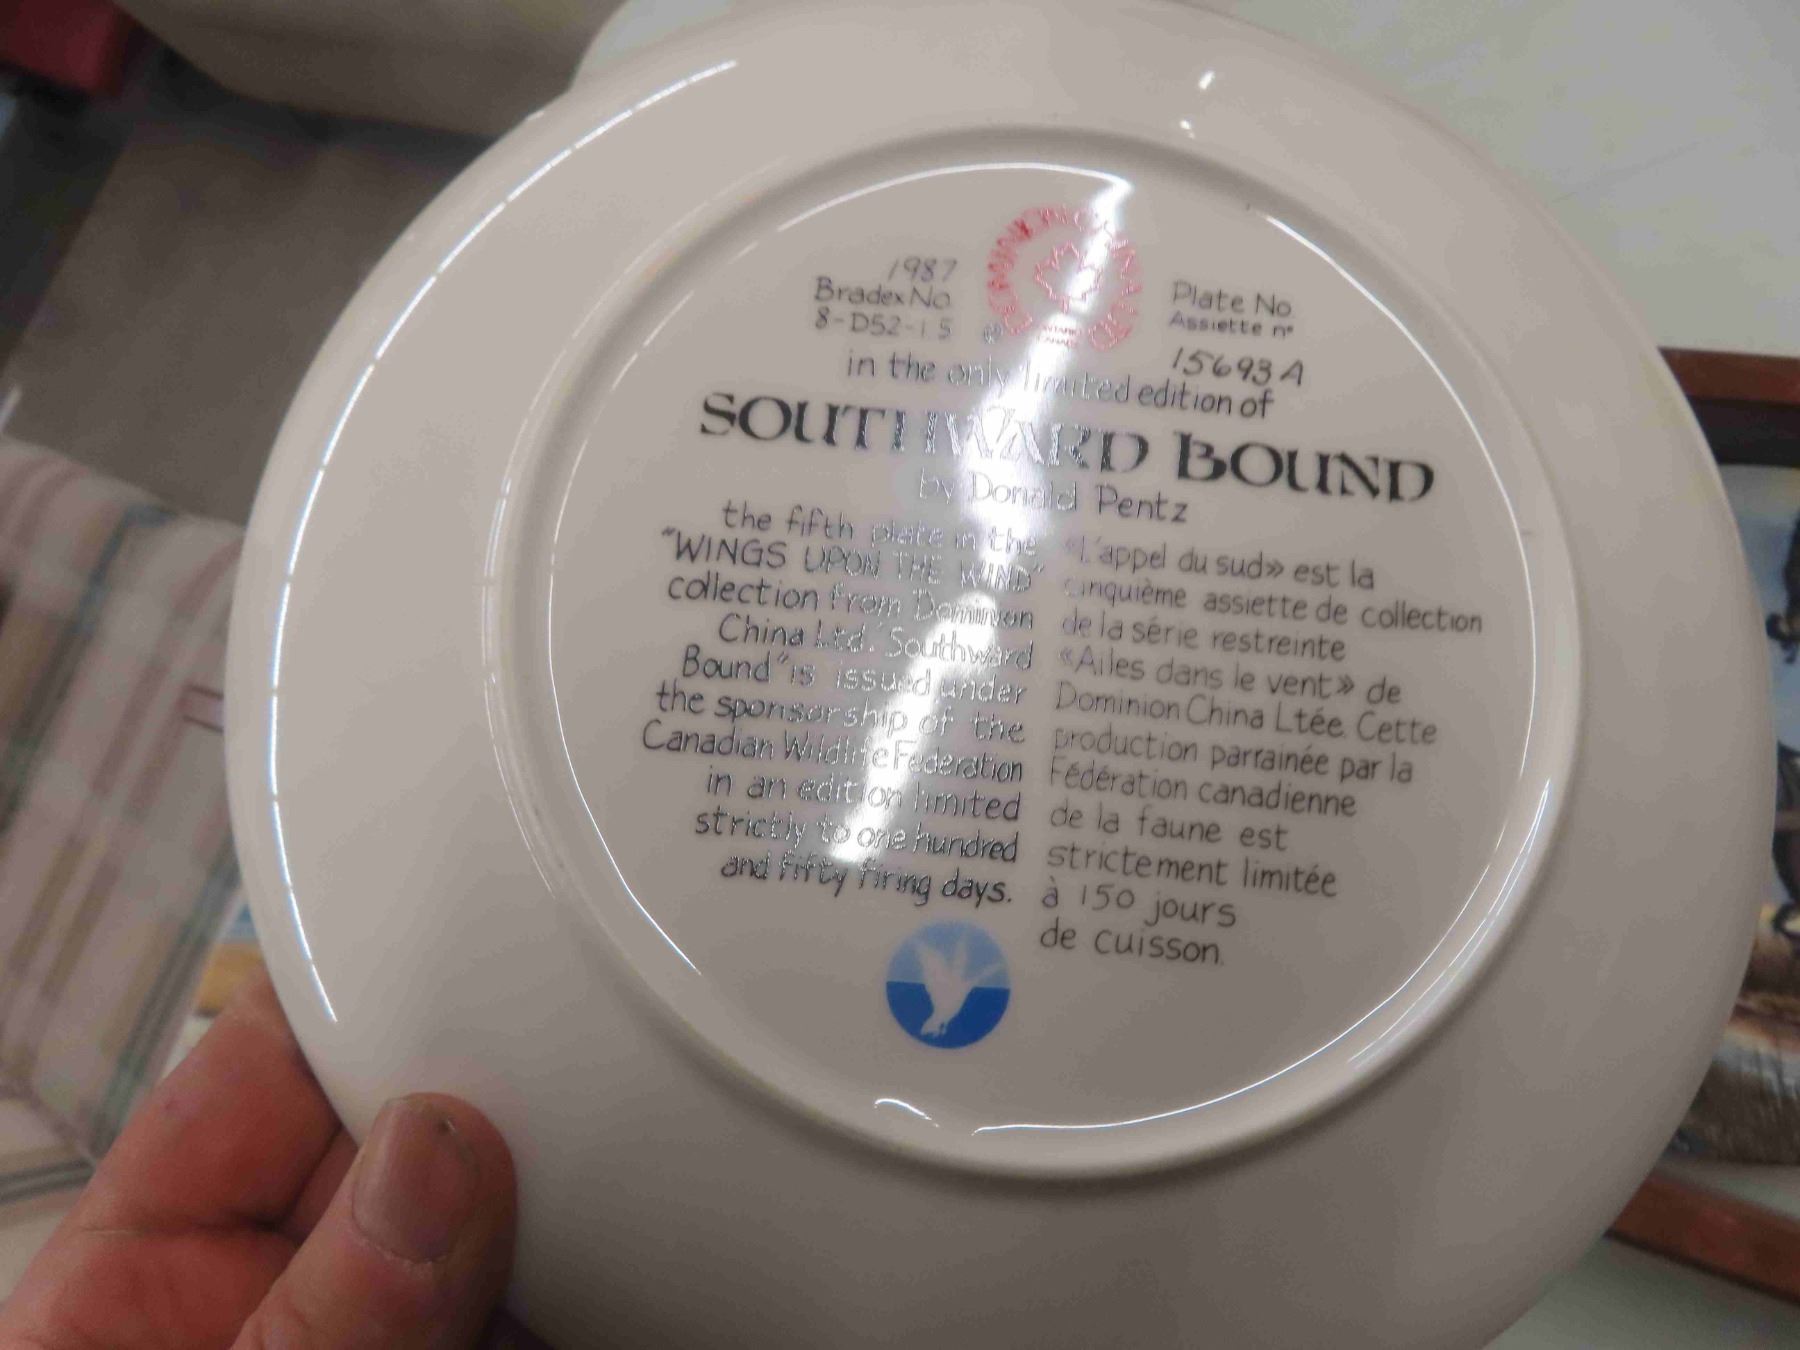 1987
Bradex No.
8-D52-1.5
Plate No.
Assiette nº
15693A
in the only limited edition of
SOUTHWARD BOUND
by Donald Pentz
the fifth plate in the
"WINGS UPON THE WIND"
collection from Dominion
China Ltd. Southward
Bound" is issued under
the sponsorship of the
Canadian Wildlife Federation
in an edition limited
strictly to one hundred
and fifty firing days.
«L'appel du sud» est la
cinquième assiette de collection
de la série restreinte
«Ailes dans le vent» de
Dominion China Ltée. Cette
production parrainée par la
Fédération canadienne
de la faune est
strictement limitée
à 150 jours
de cuisson.